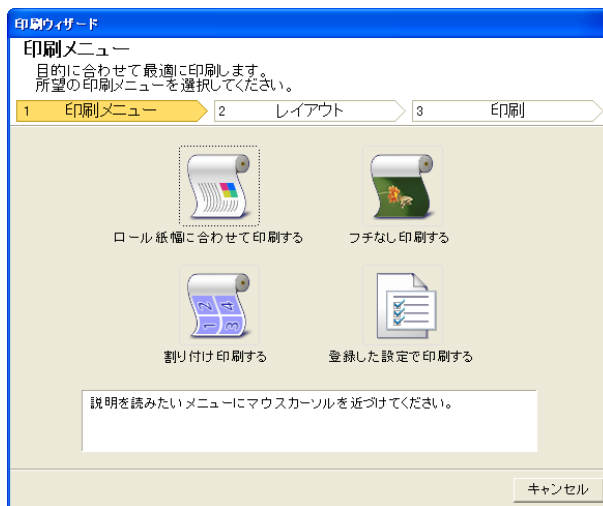 印刷ウィザード
印刷メニュー
目的に合わせて最適に印刷します。
所望の印刷メニューを選択してください。
1 印刷メニュー 2 レイアウト 3 印刷
ロール紙幅に合わせて印刷する フチなし印刷する
1 2 3 4
割り付け印刷する 登録した設定で印刷する
説明を読みたいメニューにマウスカーソルを近づけてください。
キャンセル